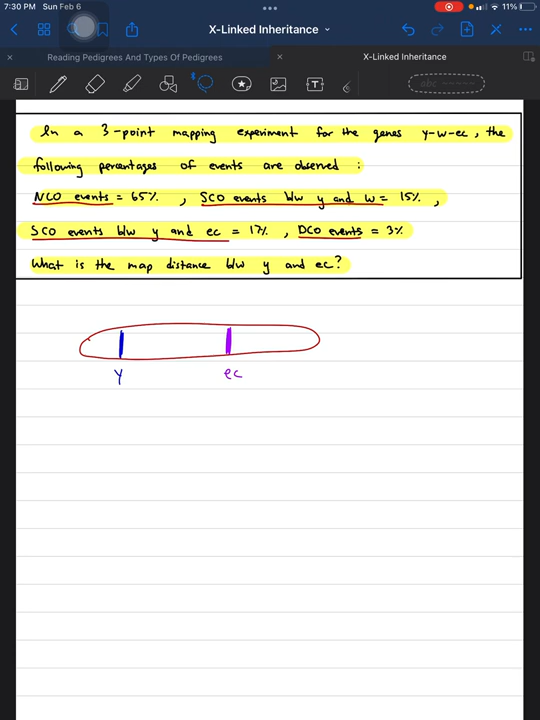 7:30 PM Sun Feb 6
11%
X-Linked Inheritance
Reading Pedigrees And Types Of Pedigrees
X-Linked Inheritance
In a 3-point mapping experiment for the genes y-w-ec, the
following percentages of events are observed :
NCO events = 65% , SCO events b/w y and w = 15% ,
SCO events b/w y and ec = 17% , DCO events = 3%
What is the map distance b/w y and ec?
y ec